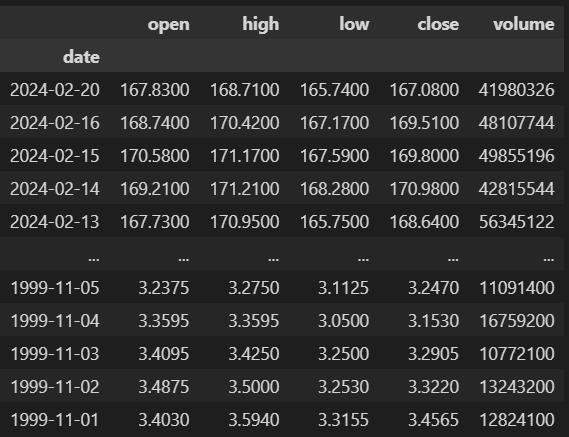 open high low close volume
date
2024-02-20 167.8300 168.7100 165.7400 167.0800 41980326
2024-02-16 168.7400 170.4200 167.1700 169.5100 48107744
2024-02-15 170.5800 171.1700 167.5900 169.8000 49855196
2024-02-14 169.2100 171.2100 168.2800 170.9800 42815544
2024-02-13 167.7300 170.9500 165.7500 168.6400 56345122
... ... ... ... ... ...
1999-11-05 3.2375 3.2750 3.1125 3.2470 11091400
1999-11-04 3.3595 3.3595 3.0500 3.1530 16759200
1999-11-03 3.4095 3.4250 3.2500 3.2905 10772100
1999-11-02 3.4875 3.5000 3.2530 3.3220 13243200
1999-11-01 3.4030 3.5940 3.3155 3.4565 12824100